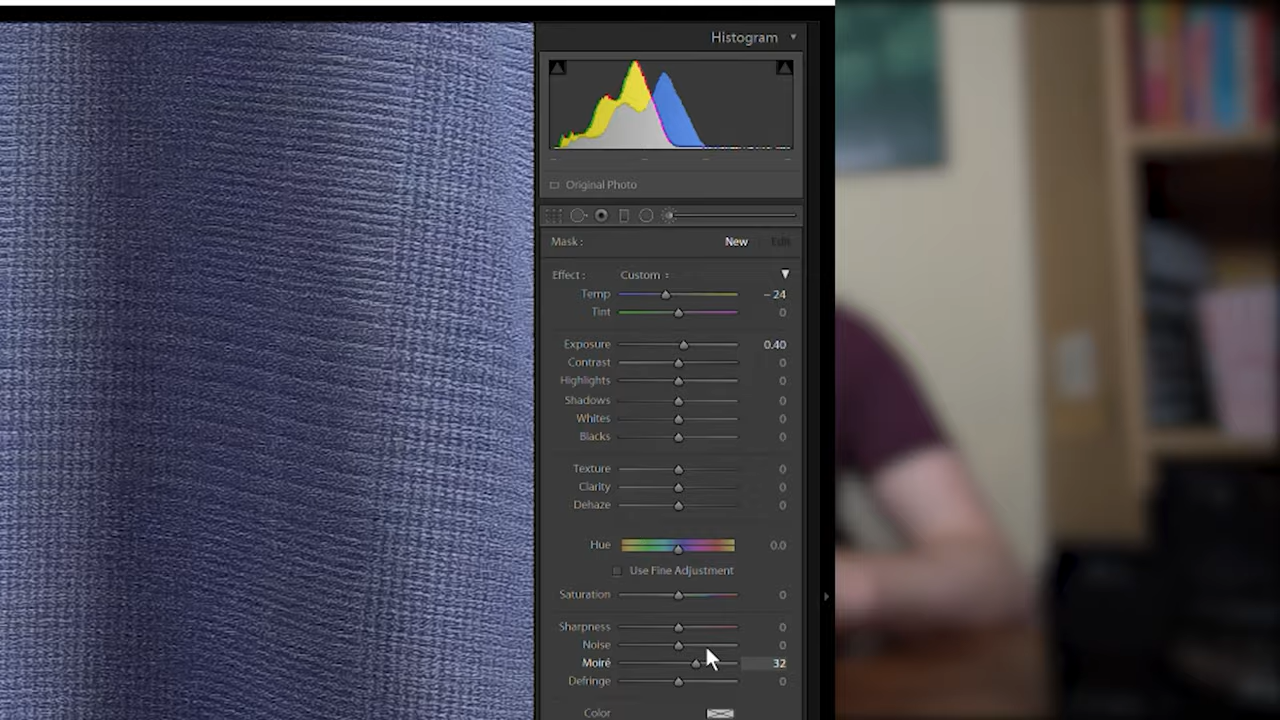 Histogram
Original Photo
Mask : New Edit
Effect : Custom
Temp – 24
Tint 0
Exposure 0.40
Contrast 0
Highlights 0
Shadows 0
Whites 0
Blacks 0
Texture 0
Clarity 0
Dehaze 0
Hue 0.0
Use Fine Adjustment
Saturation 0
Sharpness 0
Noise 0
Moiré 32
Defringe 0
Color